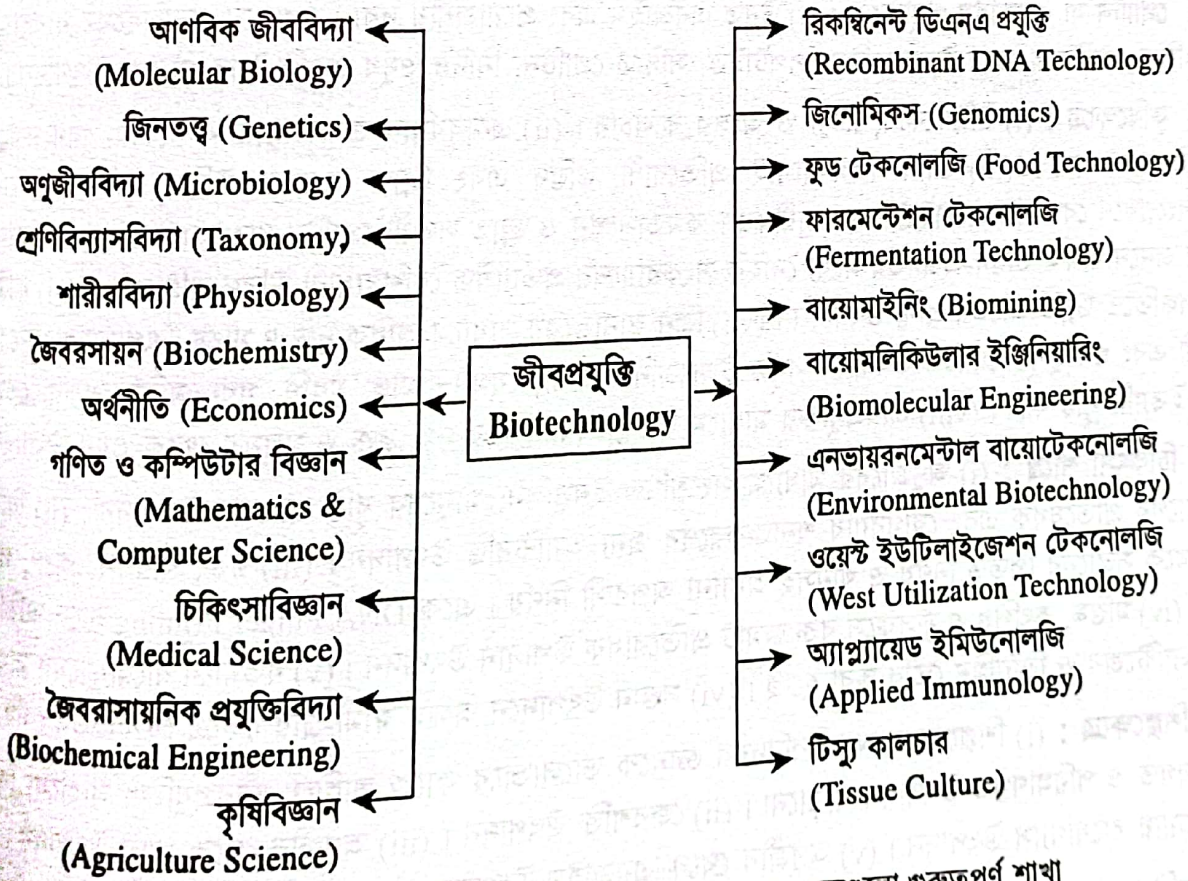 আণবিক জীববিদ্যা
(Molecular Biology)
জিনতত্ত্ব (Genetics)
অণুজীববিদ্যা (Microbiology)
শ্রেণিবিন্যাসবিদ্যা (Taxonomy)
শারীরবিদ্যা (Physiology)
জৈবরসায়ন (Biochemistry)
অর্থনীতি (Economics)
গণিত ও কম্পিউটার বিজ্ঞান
(Mathematics &
Computer Science)
চিকিৎসাবিজ্ঞান
(Medical Science)
জৈবরাসায়নিক প্রযুক্তিবিদ্যা
(Biochemical Engineering)
কৃষিবিজ্ঞান
(Agriculture Science)
জীবপ্রযুক্তি
Biotechnology
রিকম্বিনেন্ট ডিএনএ প্রযুক্তি
(Recombinant DNA Technology)
জিনোমিকস (Genomics)
ফুড টেকনোলজি (Food Technology)
ফারমেন্টেশন টেকনোলজি
(Fermentation Technology)
বায়োমাইনিং (Biomining)
বায়োমলিকিউলার ইঞ্জিনিয়ারিং
(Biomolecular Engineering)
এনভায়রনমেন্টাল বায়োটেকনোলজি
(Environmental Biotechnology)
ওয়েস্ট ইউটিলাইজেশন টেকনোলজি
(West Utilization Technology)
অ্যাপ্ল্যায়েড ইমিউনোলজি
(Applied Immunology)
টিস্যু কালচার
(Tissue Culture)
গুরুত্বপূর্ণ শাখা